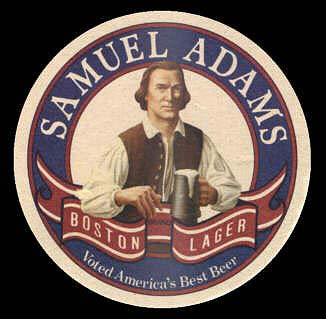 SAMUEL ADAMS
BOSTON LAGER
Voted America's Best Beer